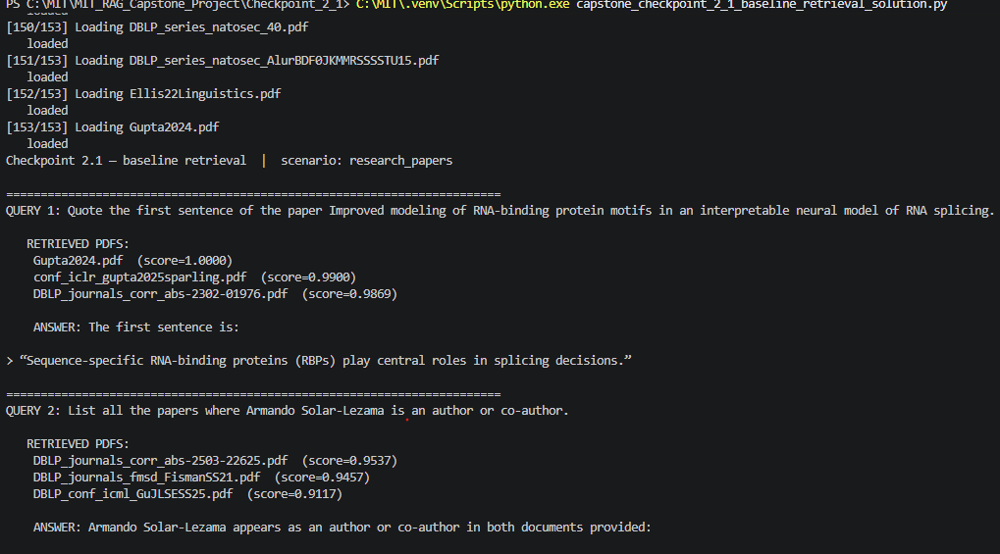 PS C:\MIT\MIT_RAG_Capstone_Project\Checkpoint_2_1> C:\MIT\.venv\Scripts\python.exe capstone_checkpoint_2_1_baseline_retrieval_solution.py
loaded
[150/153] Loading DBLP_series_natosec_40.pdf
loaded
[151/153] Loading DBLP_series_natosec_AlurBDF0JKMMRSSSSTU15.pdf
loaded
[152/153] Loading Ellis22Linguistics.pdf
loaded
[153/153] Loading Gupta2024.pdf
loaded
Checkpoint 2.1 — baseline retrieval | scenario: research_papers
========================================================================
QUERY 1: Quote the first sentence of the paper Improved modeling of RNA-binding protein motifs in an interpretable neural model of RNA splicing.
RETRIEVED PDFS:
Gupta2024.pdf (score=1.0000)
conf_iclr_gupta2025sparling.pdf (score=0.9900)
DBLP_journals_corr_abs-2302-01976.pdf (score=0.9869)
ANSWER: The first sentence is:
> “Sequence-specific RNA-binding proteins (RBPs) play central roles in splicing decisions.”
========================================================================
QUERY 2: List all the papers where Armando Solar-Lezama is an author or co-author.
RETRIEVED PDFS:
DBLP_journals_corr_abs-2503-22625.pdf (score=0.9537)
DBLP_journals_fmsd_FismanSS21.pdf (score=0.9457)
DBLP_conf_icml_GuJLSESS25.pdf (score=0.9117)
ANSWER: Armando Solar-Lezama appears as an author or co-author in both documents provided: